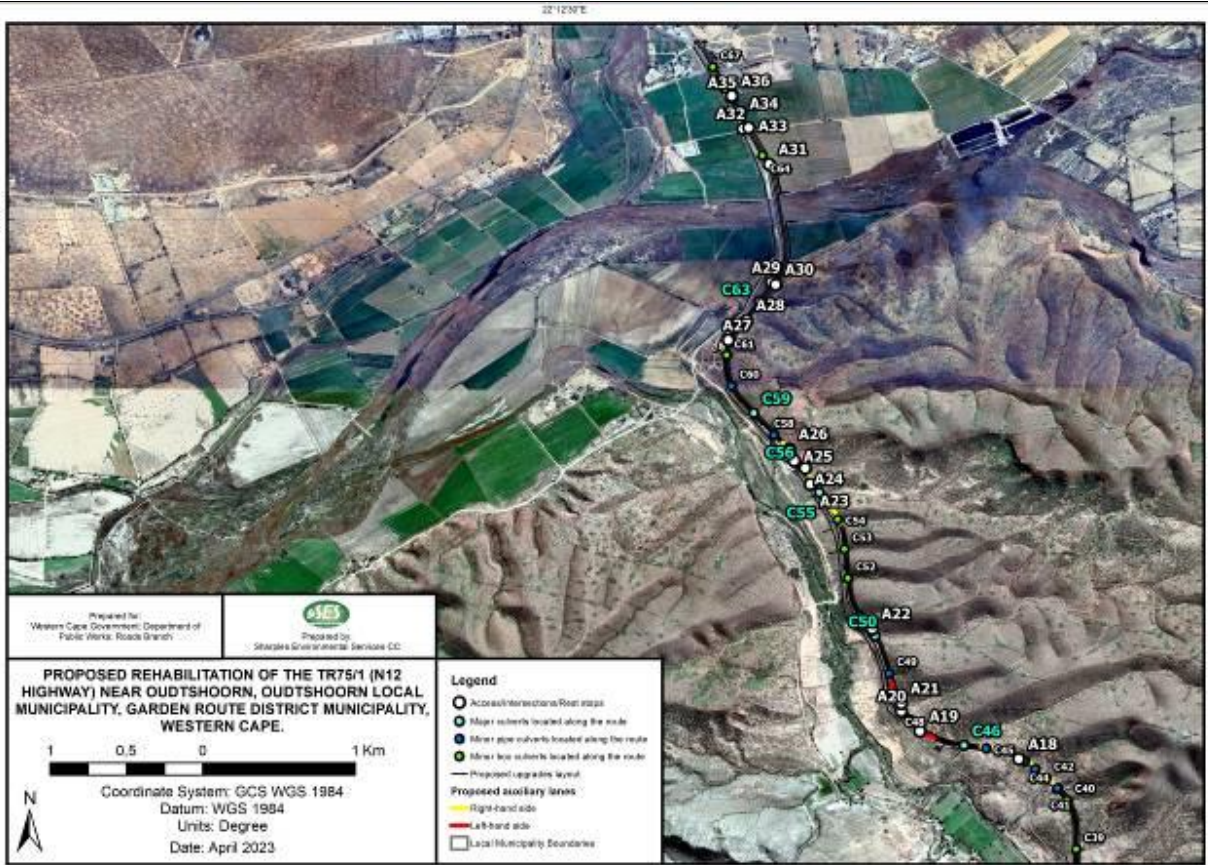 22°12'30"E
C67
A35 A36
A34
A32
A33
A31
C64
A29
A30
C63
A28
A27
C61
C60
C59
C58
A26
C56
A25
A24
A23
C55
C54
C53
C52
A22
C50
C49
A21
A20
C48
A19
C46
C45
A18
C42
C44
C40
C41
C39
Prepared for:
Western Cape Government: Department of
Public Works: Roads Branch
SES
Prepared by:
Sharples Environmental Services CC
PROPOSED REHABILITATION OF THE TR75/1 (N12
HIGHWAY) NEAR OUDTSHOORN, OUDTSHOORN LOCAL
MUNICIPALITY, GARDEN ROUTE DISTRICT MUNICIPALITY,
WESTERN CAPE.
1 0.5 0 1 Km
N
Coordinate System: GCS WGS 1984
Datum: WGS 1984
Units: Degree
Date: April 2023
Legend
Access/Intersections/Rest stops
Major culverts located along the route
Minor pipe culverts located along the route
Minor box culverts located along the route
Proposed upgrades layout
Proposed auxiliary lanes
Right-hand side
Left-hand side
Local Municipality Boundaries